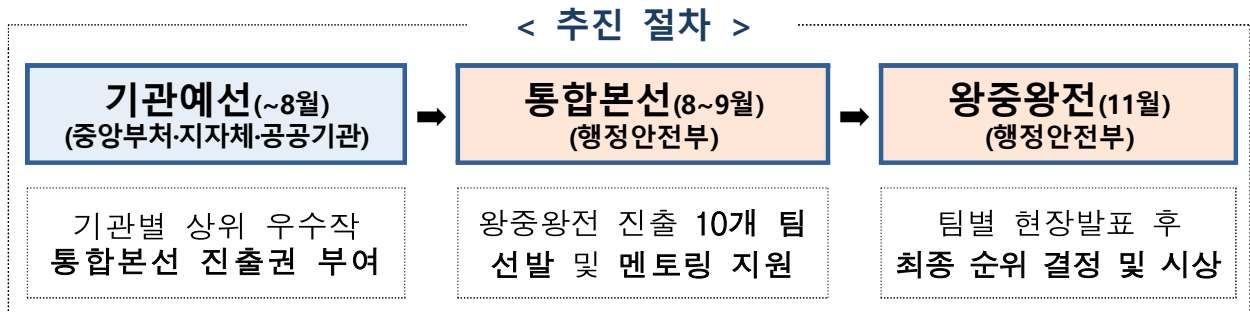 < 추진 절차 >
기관예선(~8월)
(중앙부처·지자체·공공기관)
➡
통합본선(8~9월)
(행정안전부)
➡
왕중왕전(11월)
(행정안전부)
기관별 상위 우수작
통합본선 진출권 부여
왕중왕전 진출 10개 팀
선발 및 멘토링 지원
팀별 현장발표 후
최종 순위 결정 및 시상